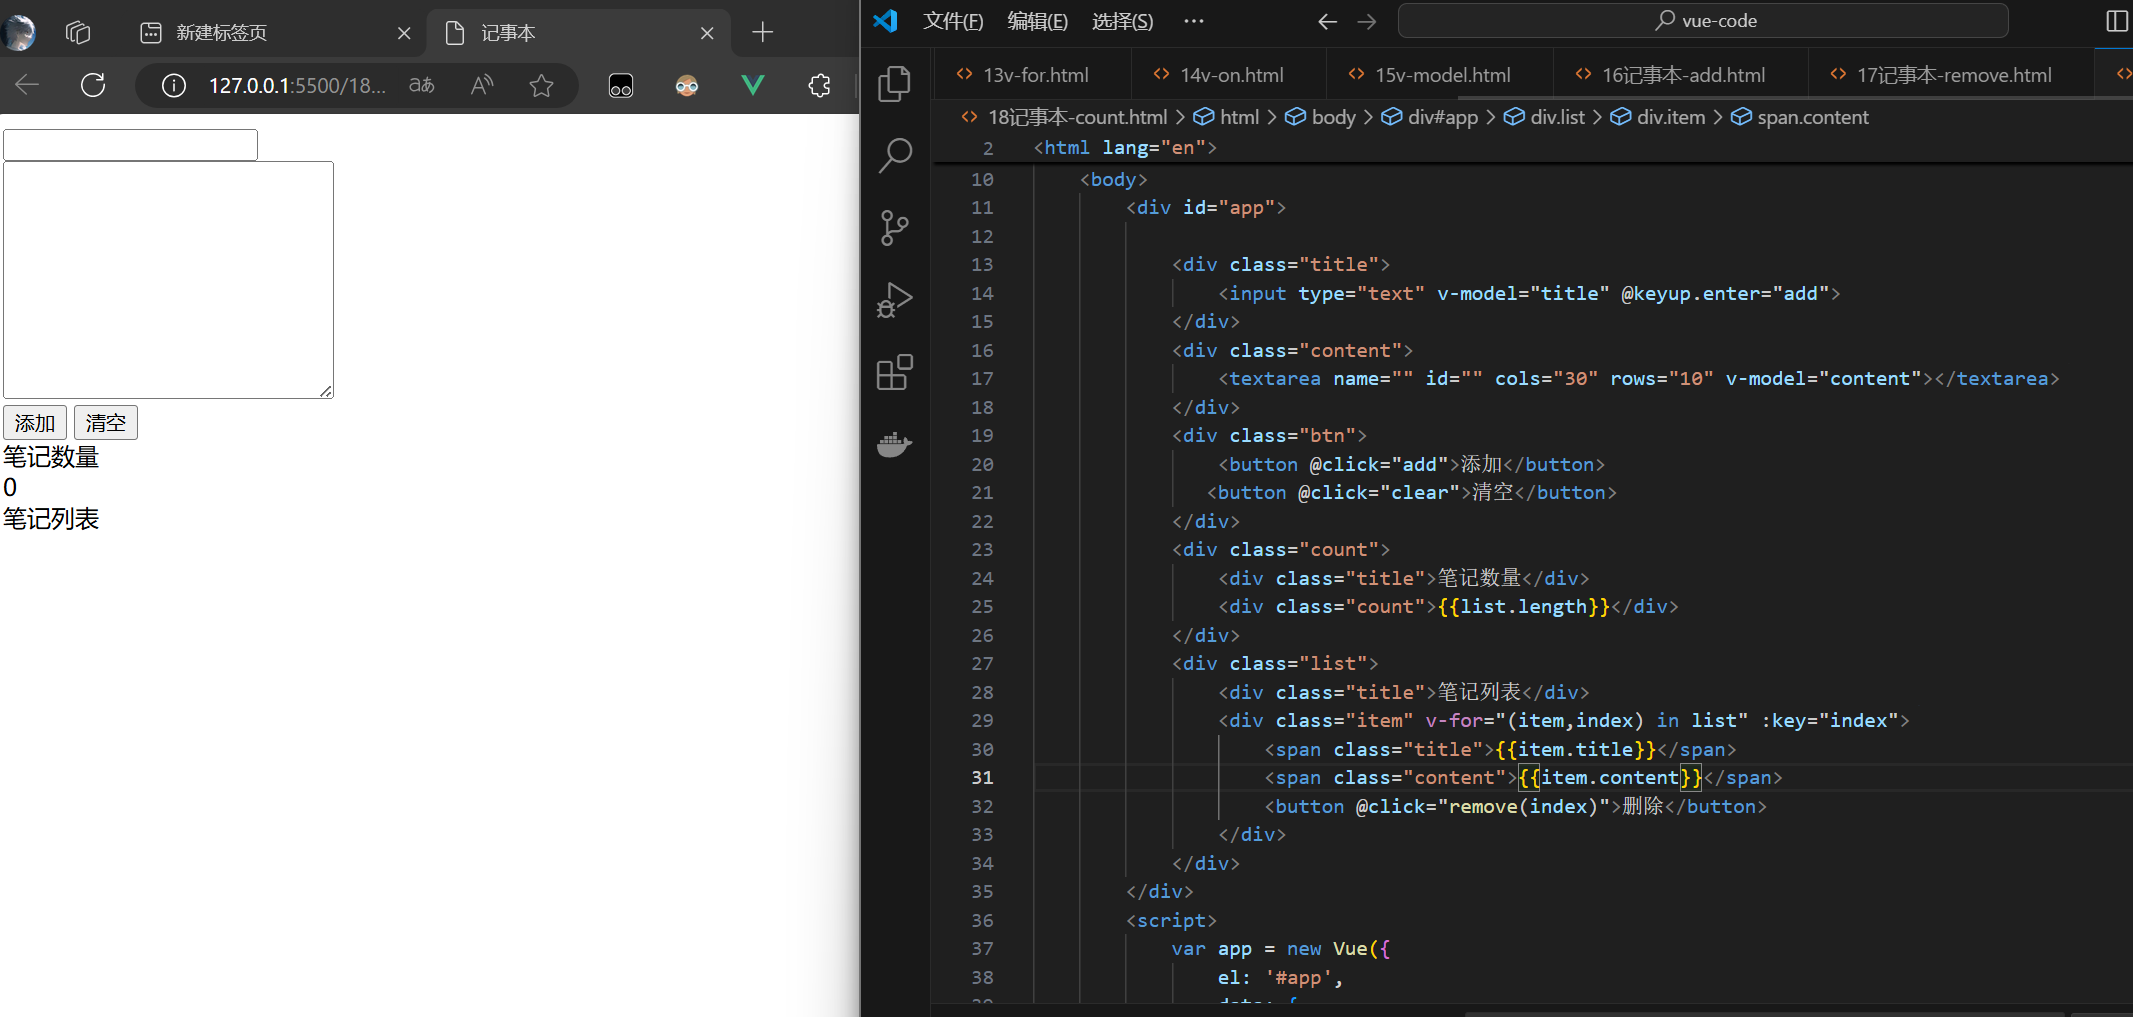 新建标签页
记事本
127.0.0.1:5500/18...
添加 清空
笔记数量
0
笔记列表
文件(F) 编辑(E) 选择(S) ··· vue-code
13v-for.html 14v-on.html 15v-model.html 16记事本-add.html 17记事本-remove.html
18记事本-count.html > html > body > div#app > div.list > div.item > span.content
2 <html lang="en">
10 <body>
11 <div id="app">
12
13 <div class="title">
14 <input type="text" v-model="title" @keyup.enter="add">
15 </div>
16 <div class="content">
17 <textarea name="" id="" cols="30" rows="10" v-model="content"></textarea>
18 </div>
19 <div class="btn">
20 <button @click="add">添加</button>
21 <button @click="clear">清空</button>
22 </div>
23 <div class="count">
24 <div class="title">笔记数量</div>
25 <div class="count">{{list.length}}</div>
26 </div>
27 <div class="list">
28 <div class="title">笔记列表</div>
29 <div class="item" v-for="(item,index) in list" :key="index">
30 <span class="title">{{item.title}}</span>
31 <span class="content">{{item.content}}</span>
32 <button @click="remove(index)">删除</button>
33 </div>
34 </div>
35 </div>
36 <script>
37 var app = new Vue({
38 el: '#app',